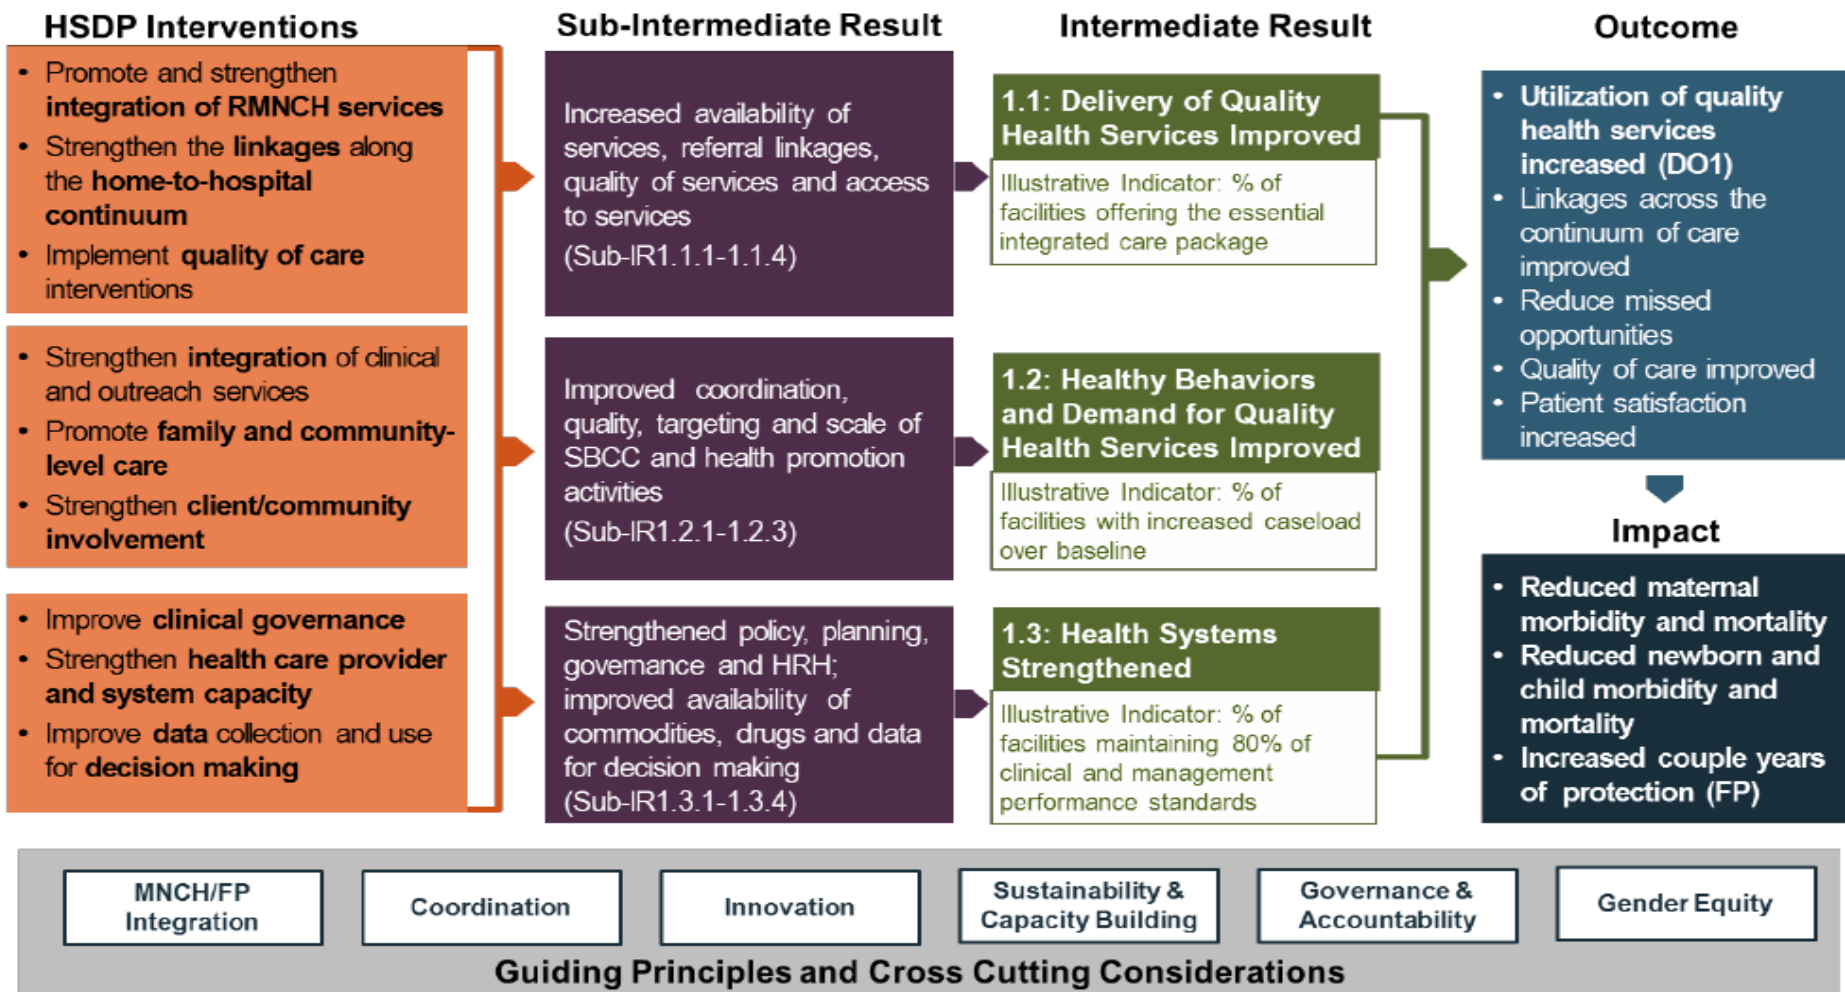 HSDP Interventions
• Promote and strengthen
integration of RMNCH services
• Strengthen the linkages along
the home-to-hospital
continuum
• Implement quality of care
interventions
• Strengthen integration of clinical
and outreach services
• Promote family and community-
level care
• Strengthen client/community
involvement
• Improve clinical governance
• Strengthen health care provider
and system capacity
• Improve data collection and use
for decision making
Sub-Intermediate Result
Increased availability of
services, referral linkages,
quality of services and access
to services
(Sub-IR1.1.1-1.1.4)
Improved coordination,
quality, targeting and scale of
SBCC and health promotion
activities
(Sub-IR1.2.1-1.2.3)
Strengthened policy, planning,
governance and HRH;
improved availability of
commodities, drugs and data
for decision making
(Sub-IR1.3.1-1.3.4)
Intermediate Result
1.1: Delivery of Quality
Health Services Improved
Illustrative Indicator: % of
facilities offering the essential
integrated care package
1.2: Healthy Behaviors
and Demand for Quality
Health Services Improved
Illustrative Indicator: % of
facilities with increased caseload
over baseline
1.3: Health Systems
Strengthened
Illustrative Indicator: % of
facilities maintaining 80% of
clinical and management
performance standards
Outcome
• Utilization of quality
health services
increased (DO1)
• Linkages across the
continuum of care
improved
• Reduce missed
opportunities
• Quality of care improved
• Patient satisfaction
increased
Impact
• Reduced maternal
morbidity and mortality
• Reduced newborn and
child morbidity and
mortality
• Increased couple years
of protection (FP)
MNCH/FP
Integration
Coordination
Innovation
Sustainability &
Capacity Building
Governance &
Accountability
Gender Equity
Guiding Principles and Cross Cutting Considerations